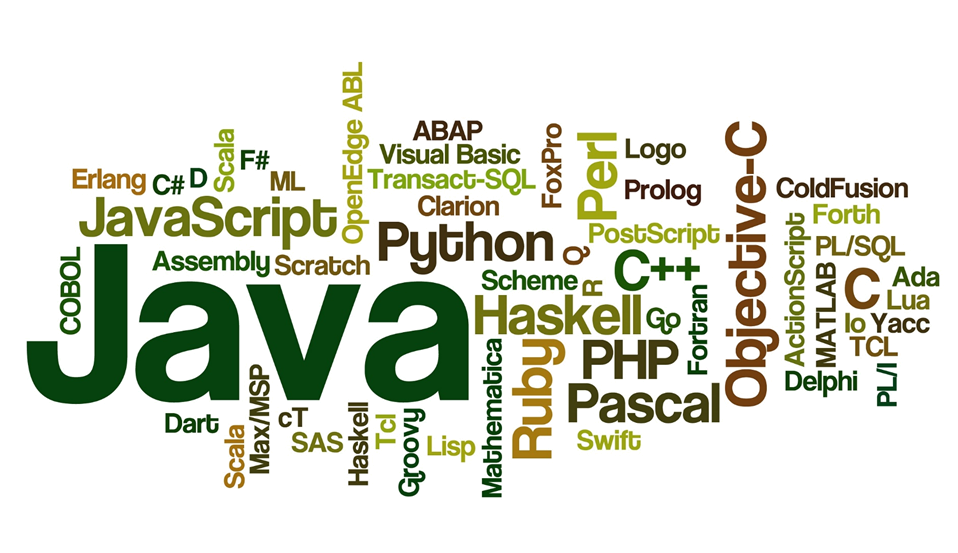 OpenEdge ABL
ABAP
Visual Basic
Transact-SQL
Clarion
FoxPro
Perl
Logo
Prolog
Objective-C
ColdFusion
Forth
Erlang
C#
D
Scala
F#
ML
JavaScript
Python
Q
PostScript
ActionScript
PL/SQL
MATLAB
C
Ada
Lua
Io
Yacc
TCL
Delphi
PL/I
COBOL
Assembly
Scratch
Scheme
R
C++
Java
Haskell
Go
Fortran
Mathematica
Ruby
PHP
Pascal
Swift
Dart
Scala
Max/MSP
cT
SAS
Haskell
Tcl
Groovy
Lisp